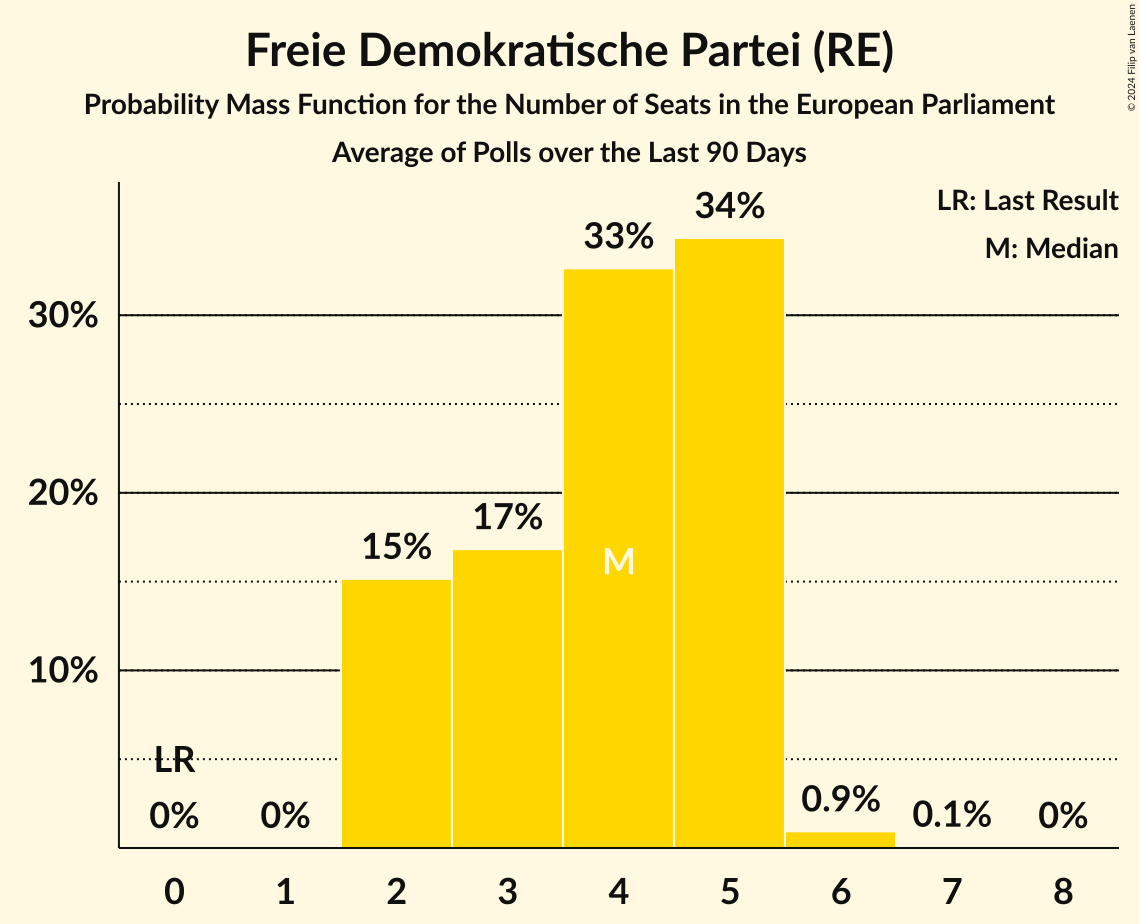 Freie Demokratische Partei (RE)
Probability Mass Function for the Number of Seats in the European Parliament
Average of Polls over the Last 90 Days
© 2024 Filip van Laenen
LR: Last Result
M: Median
34%
33%
30%
20%
17%
15%
M
10%
LR
0%
0%
0.9%
0.1%
0%
0 1 2 3 4 5 6 7 8